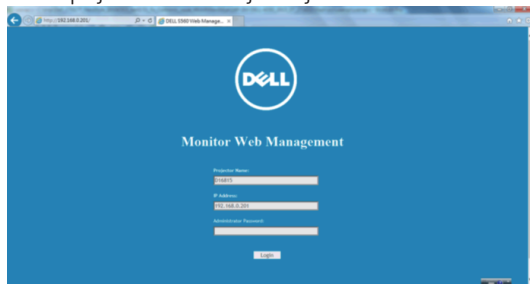 http://192.168.0.201/
DELL S560 Web Manage...
DELL
Monitor Web Management
Projector Name:
IP Address:
192.168.0.201
Administrator Password:
Login